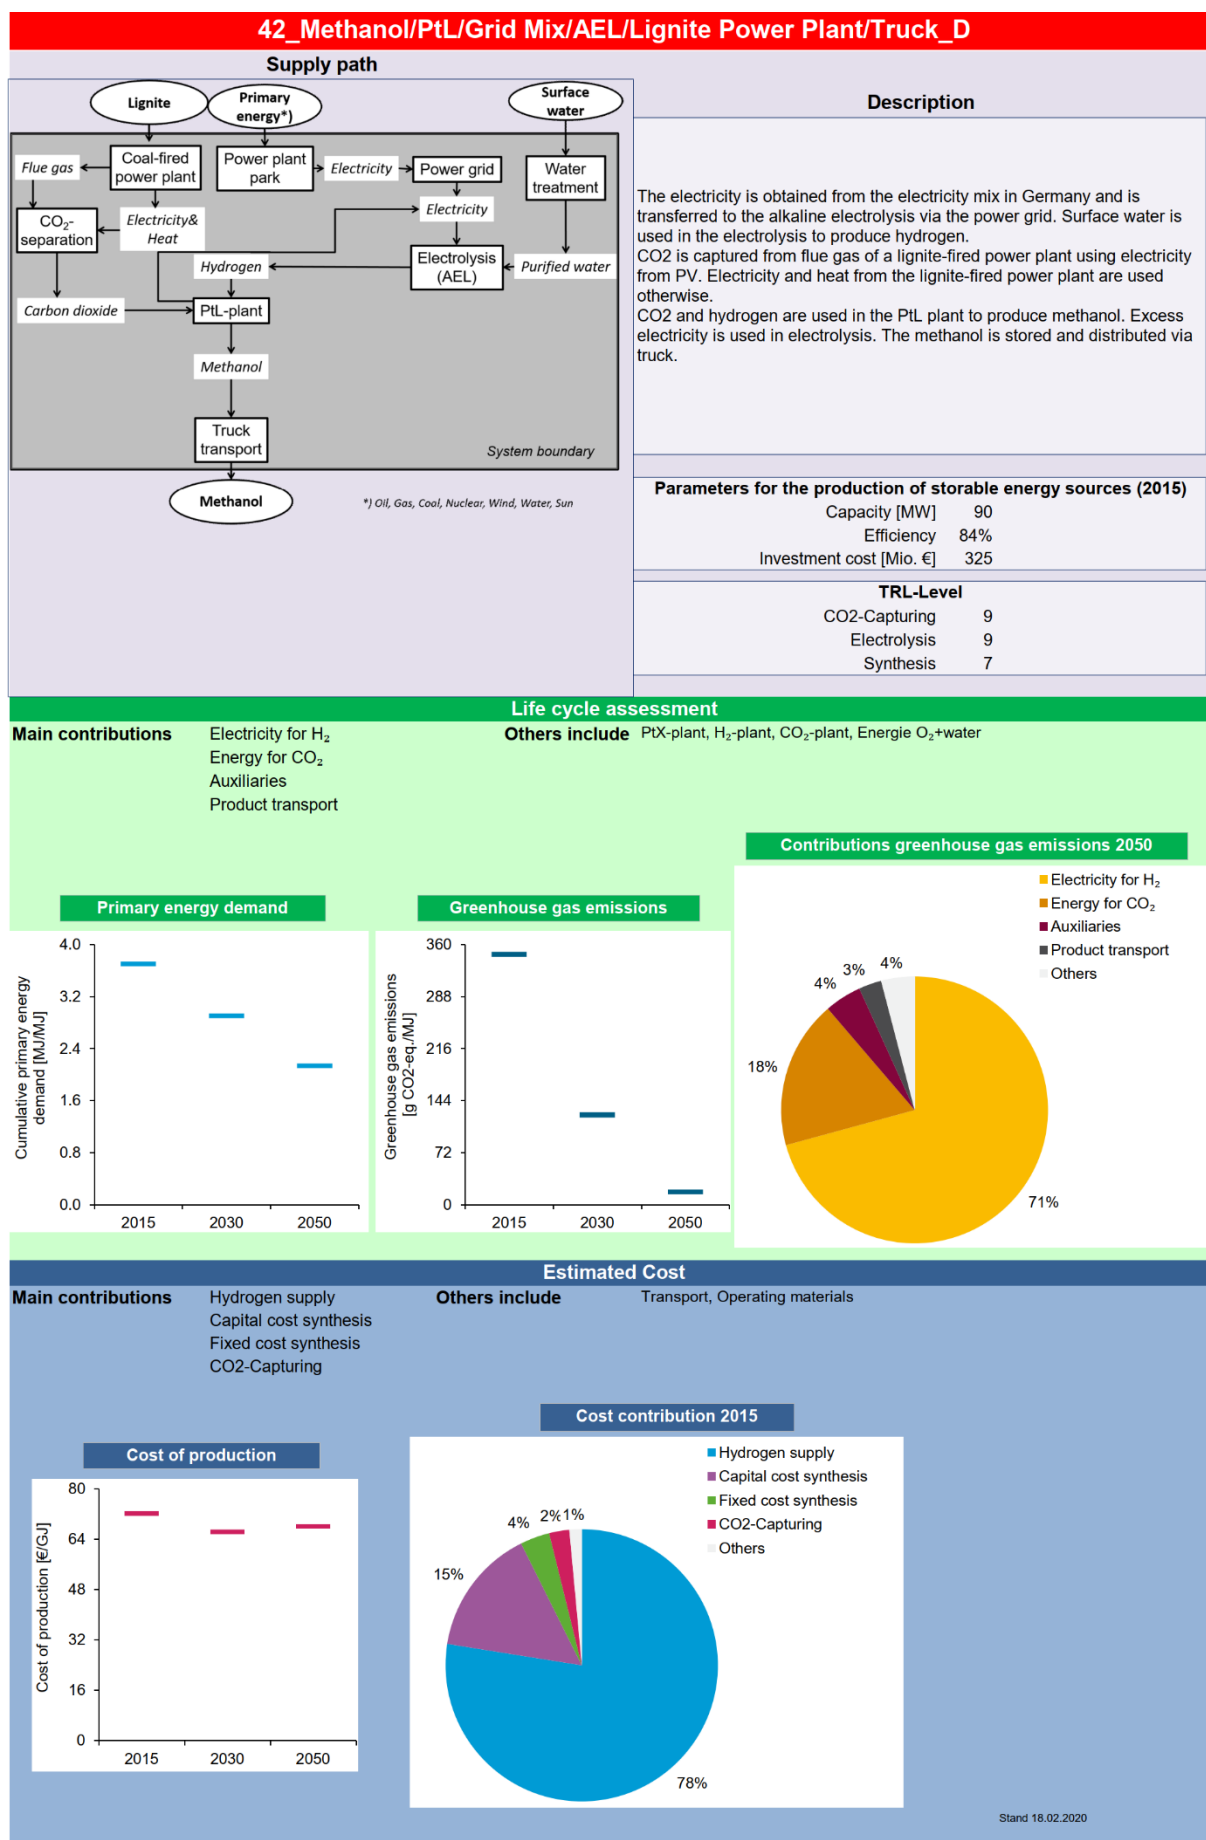 42_Methanol/PtL/Grid Mix/AEL/Lignite Power Plant/Truck_D
Supply path
Lignite
Primary
energy*)
Surface
water
Flue gas
Coal-fired
power plant
Power plant
park
Electricity
Power grid
Water
treatment
CO₂-
separation
Electricity&
Heat
Electricity
Hydrogen
Electrolysis
(AEL)
Purified water
Carbon dioxide
PtL-plant
Methanol
Truck
transport
System boundary
Methanol
*) Oil, Gas, Coal, Nuclear, Wind, Water, Sun
Description
The electricity is obtained from the electricity mix in Germany and is
transferred to the alkaline electrolysis via the power grid. Surface water is
used in the electrolysis to produce hydrogen.
CO2 is captured from flue gas of a lignite-fired power plant using electricity
from PV. Electricity and heat from the lignite-fired power plant are used
otherwise.
CO2 and hydrogen are used in the PtL plant to produce methanol. Excess
electricity is used in electrolysis. The methanol is stored and distributed via
truck.
Parameters for the production of storable energy sources (2015)
Capacity [MW] 90
Efficiency 84%
Investment cost [Mio. €] 325
TRL-Level
CO2-Capturing 9
Electrolysis 9
Synthesis 7
Life cycle assessment
Main contributions
Electricity for H₂
Energy for CO₂
Auxiliaries
Product transport
Others include PtX-plant, H₂-plant, CO₂-plant, Energie O₂+water
Primary energy demand
Cumulative primary energy
demand [MJ/MJ]
4.0
3.2
2.4
1.6
0.8
0.0
2015 2030 2050
Greenhouse gas emissions
Greenhouse gas emissions
[g CO2-eq./MJ]
360
288
216
144
72
0
2015 2030 2050
Contributions greenhouse gas emissions 2050
Electricity for H₂
Energy for CO₂
Auxiliaries
Product transport
Others
4%
3%
4%
18%
71%
Estimated Cost
Main contributions
Hydrogen supply
Capital cost synthesis
Fixed cost synthesis
CO2-Capturing
Others include Transport, Operating materials
Cost of production
Cost of production [€/GJ]
80
64
48
32
16
0
2015 2030 2050
Cost contribution 2015
Hydrogen supply
Capital cost synthesis
Fixed cost synthesis
CO2-Capturing
Others
4%
2%
1%
15%
78%
Stand 18.02.2020